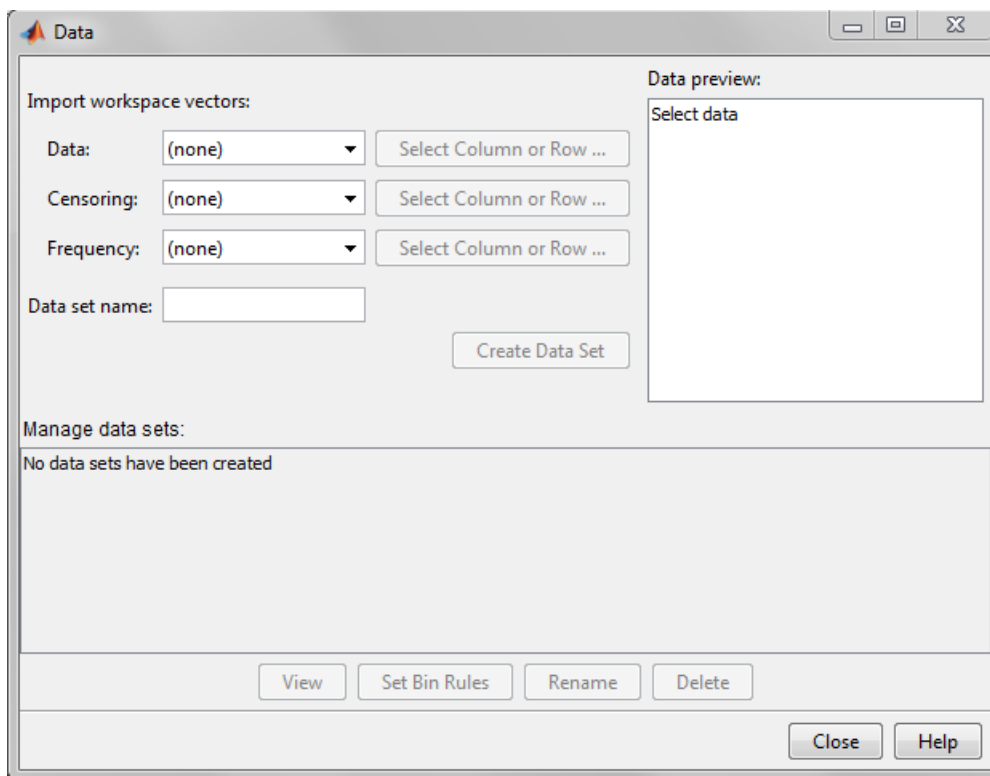 Data
Data preview:
Import workspace vectors:
Select data
Data: (none) Select Column or Row ...
Censoring: (none) Select Column or Row ...
Frequency: (none) Select Column or Row ...
Data set name:
Create Data Set
Manage data sets:
No data sets have been created
View Set Bin Rules Rename Delete
Close Help